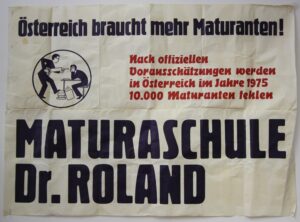 Österreich braucht mehr Maturanten!
Nach offiziellen
Vorausschätzungen werden
in Österreich im Jahre 1975
10.000 Maturanten fehlen
MATURASCHULE
Dr. ROLAND